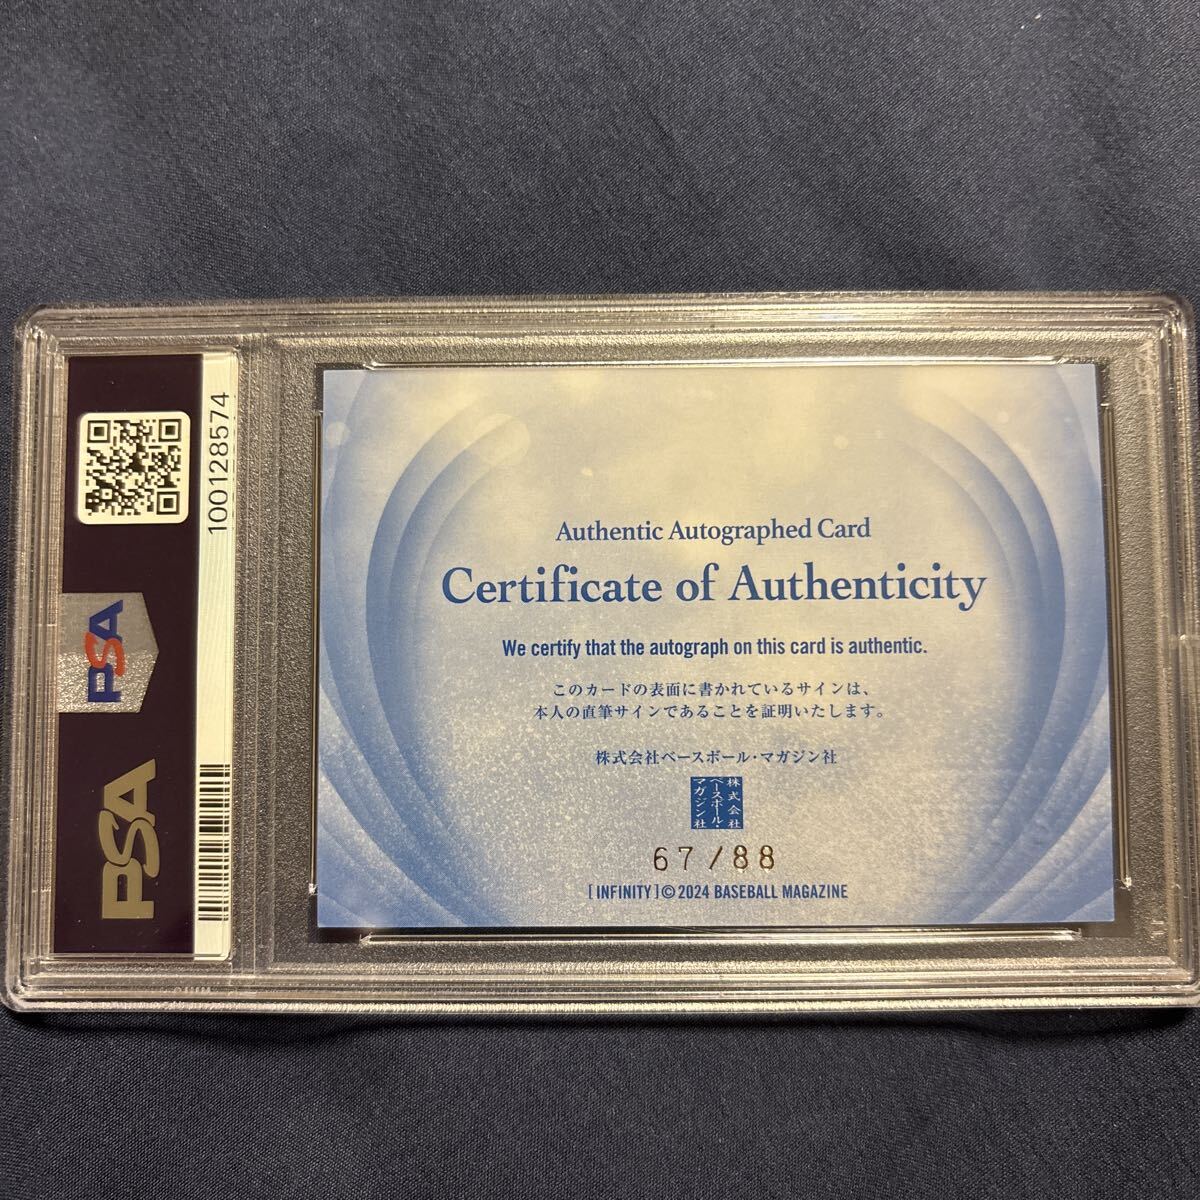 100128574
PSA
PSA
Authentic Autographed Card
Certificate of Authenticity
We certify that the autograph on this card is authentic.
このカードの表面に書かれているサインは、
本人の直筆サインであることを証明いたします。
株式会社ベースボール・マガジン社
株式会社
ベースボール・
マガジン社
67/88
[ INFINITY ] © 2024 BASEBALL MAGAZINE